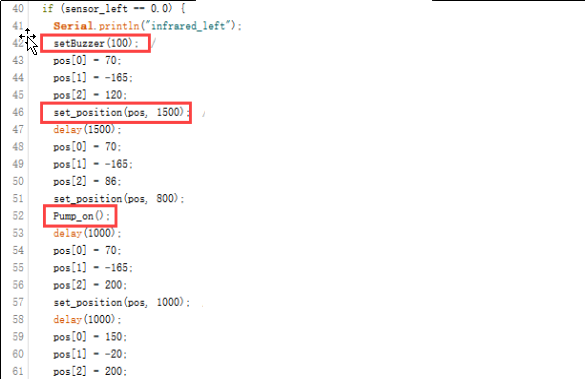 40 if (sensor_left == 0.0) {
41 Serial.println("infrared_left");
42 setBuzzer(100); /
43 pos[0] = 70;
44 pos[1] = -165;
45 pos[2] = 120;
46 set_position(pos, 1500); /
47 delay(1500);
48 pos[0] = 70;
49 pos[1] = -165;
50 pos[2] = 86;
51 set_position(pos, 800);
52 Pump_on();
53 delay(1000);
54 pos[0] = 70;
55 pos[1] = -165;
56 pos[2] = 200;
57 set_position(pos, 1000);
58 delay(1000);
59 pos[0] = 150;
60 pos[1] = -20;
61 pos[2] = 200;